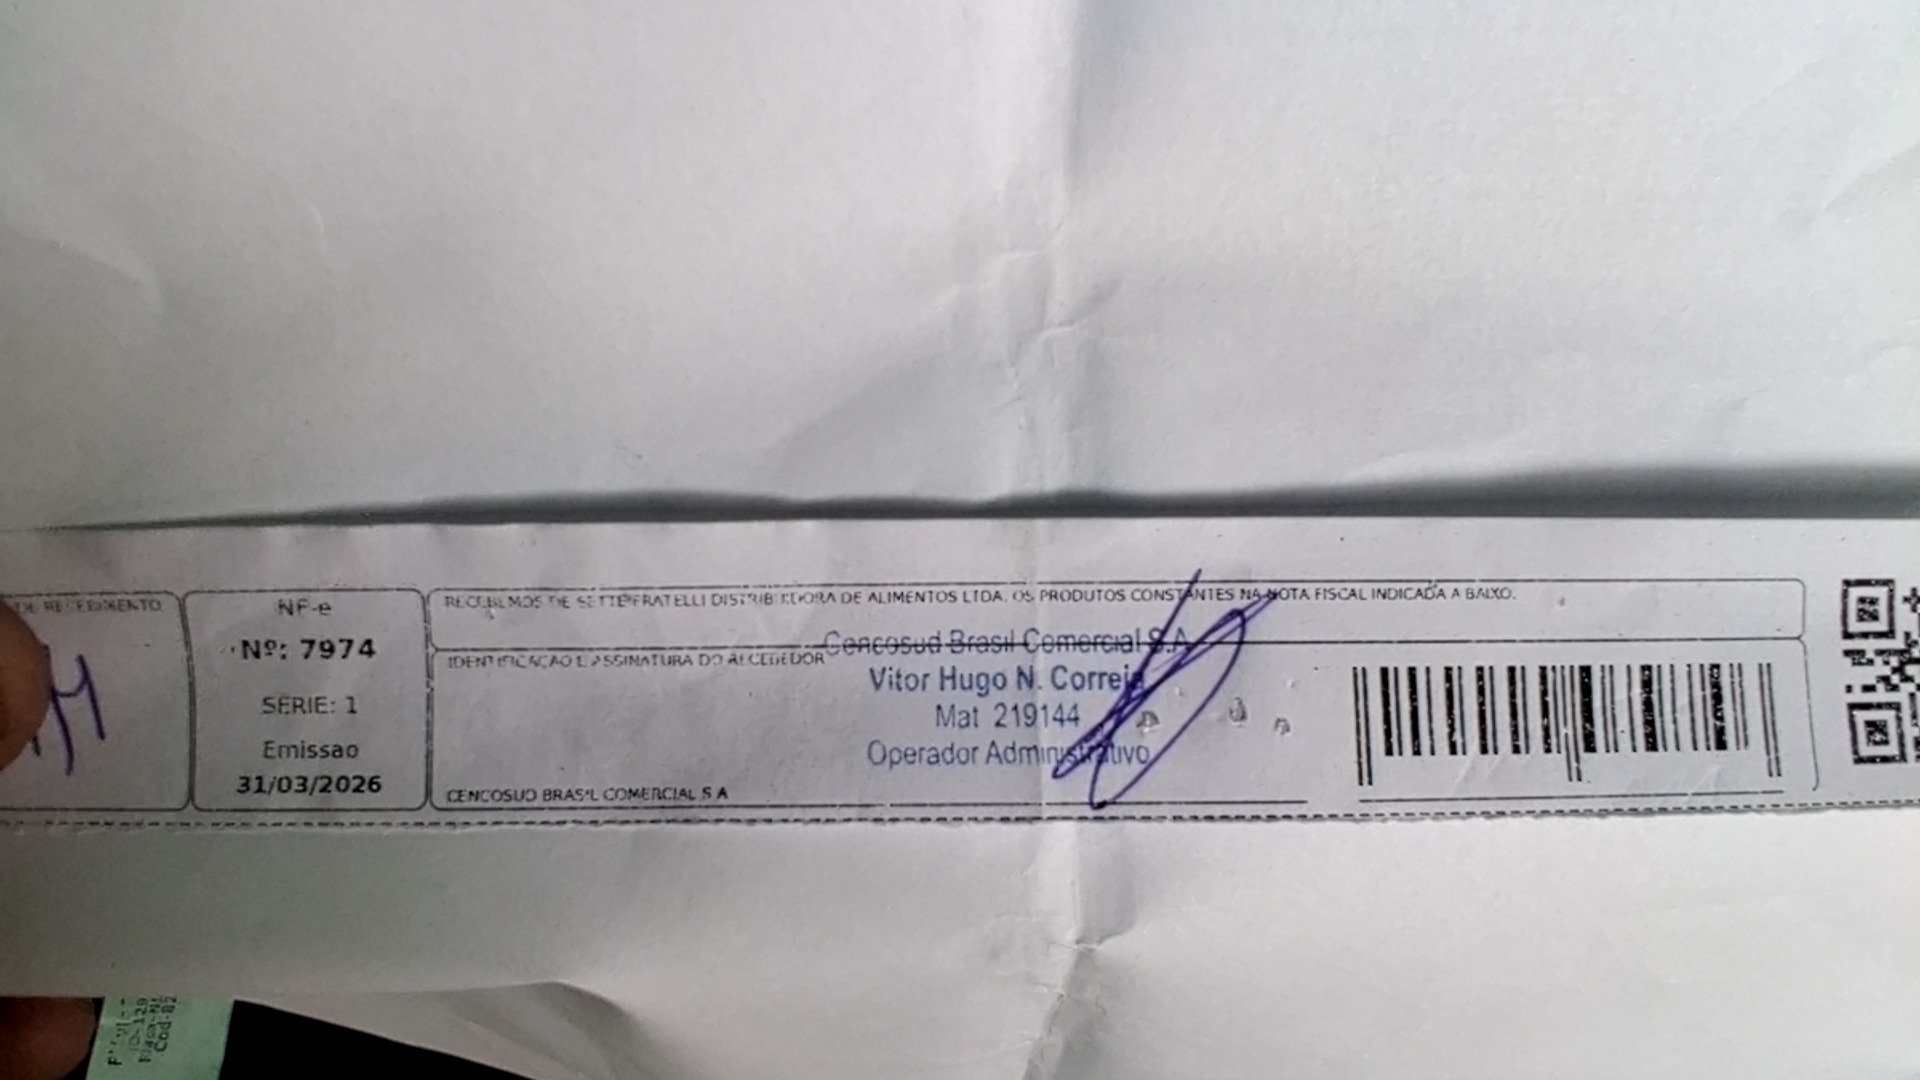 DE RECEBIMENTO
NF-e
Nº: 7974
SERIE: 1
Emissao
31/03/2026
RECEBEMOS DE SETTE FRATELLI DISTRIBUIDORA DE ALIMENTOS LTDA. OS PRODUTOS CONSTANTES NA NOTA FISCAL INDICADA A BAIXO.
IDENTIFICAÇÃO E ASSINATURA DO RECEBEDOR
Cencosud Brasil Comercial S.A
Vitor Hugo N. Correia
Mat 219144
Operador Administrativo
CENCOSUD BRASIL COMERCIAL S A